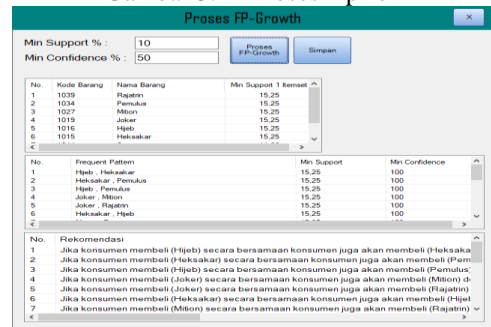 Proses FP-Growth
Min Support % : 10
Min Confidence % : 50
Proses FP-Growth
Simpan
No. Kode Barang Nama Barang Min Support 1 Itemset
1 1039 Rajatrin 15,25
2 1034 Pemulus 15,25
3 1027 Mition 15,25
4 1019 Joker 15,25
5 1016 Hijeb 15,25
6 1015 Heksakar 15,25
No. Frequent Pattern Min Support Min Confidence
1 Hijeb , Heksakar 15,25 100
2 Heksakar , Pemulus 15,25 100
3 Hijeb , Pemulus 15,25 100
4 Joker , Mition 15,25 100
5 Joker , Rajatrin 15,25 100
6 Heksakar , Hijeb 15,25 100
No. Rekomendasi
1 Jika konsumen membeli (Hijeb) secara bersamaan konsumen juga akan membeli (Heksaka
2 Jika konsumen membeli (Heksakar) secara bersamaan konsumen juga akan membeli (Pem
3 Jika konsumen membeli (Hijeb) secara bersamaan konsumen juga akan membeli (Pemulus)
4 Jika konsumen membeli (Joker) secara bersamaan konsumen juga akan membeli (Mition) d
5 Jika konsumen membeli (Joker) secara bersamaan konsumen juga akan membeli (Rajatrin)
6 Jika konsumen membeli (Heksakar) secara bersamaan konsumen juga akan membeli (Hijel
7 Jika konsumen membeli (Mition) secara bersamaan konsumen juga akan membeli (Rajatrin)